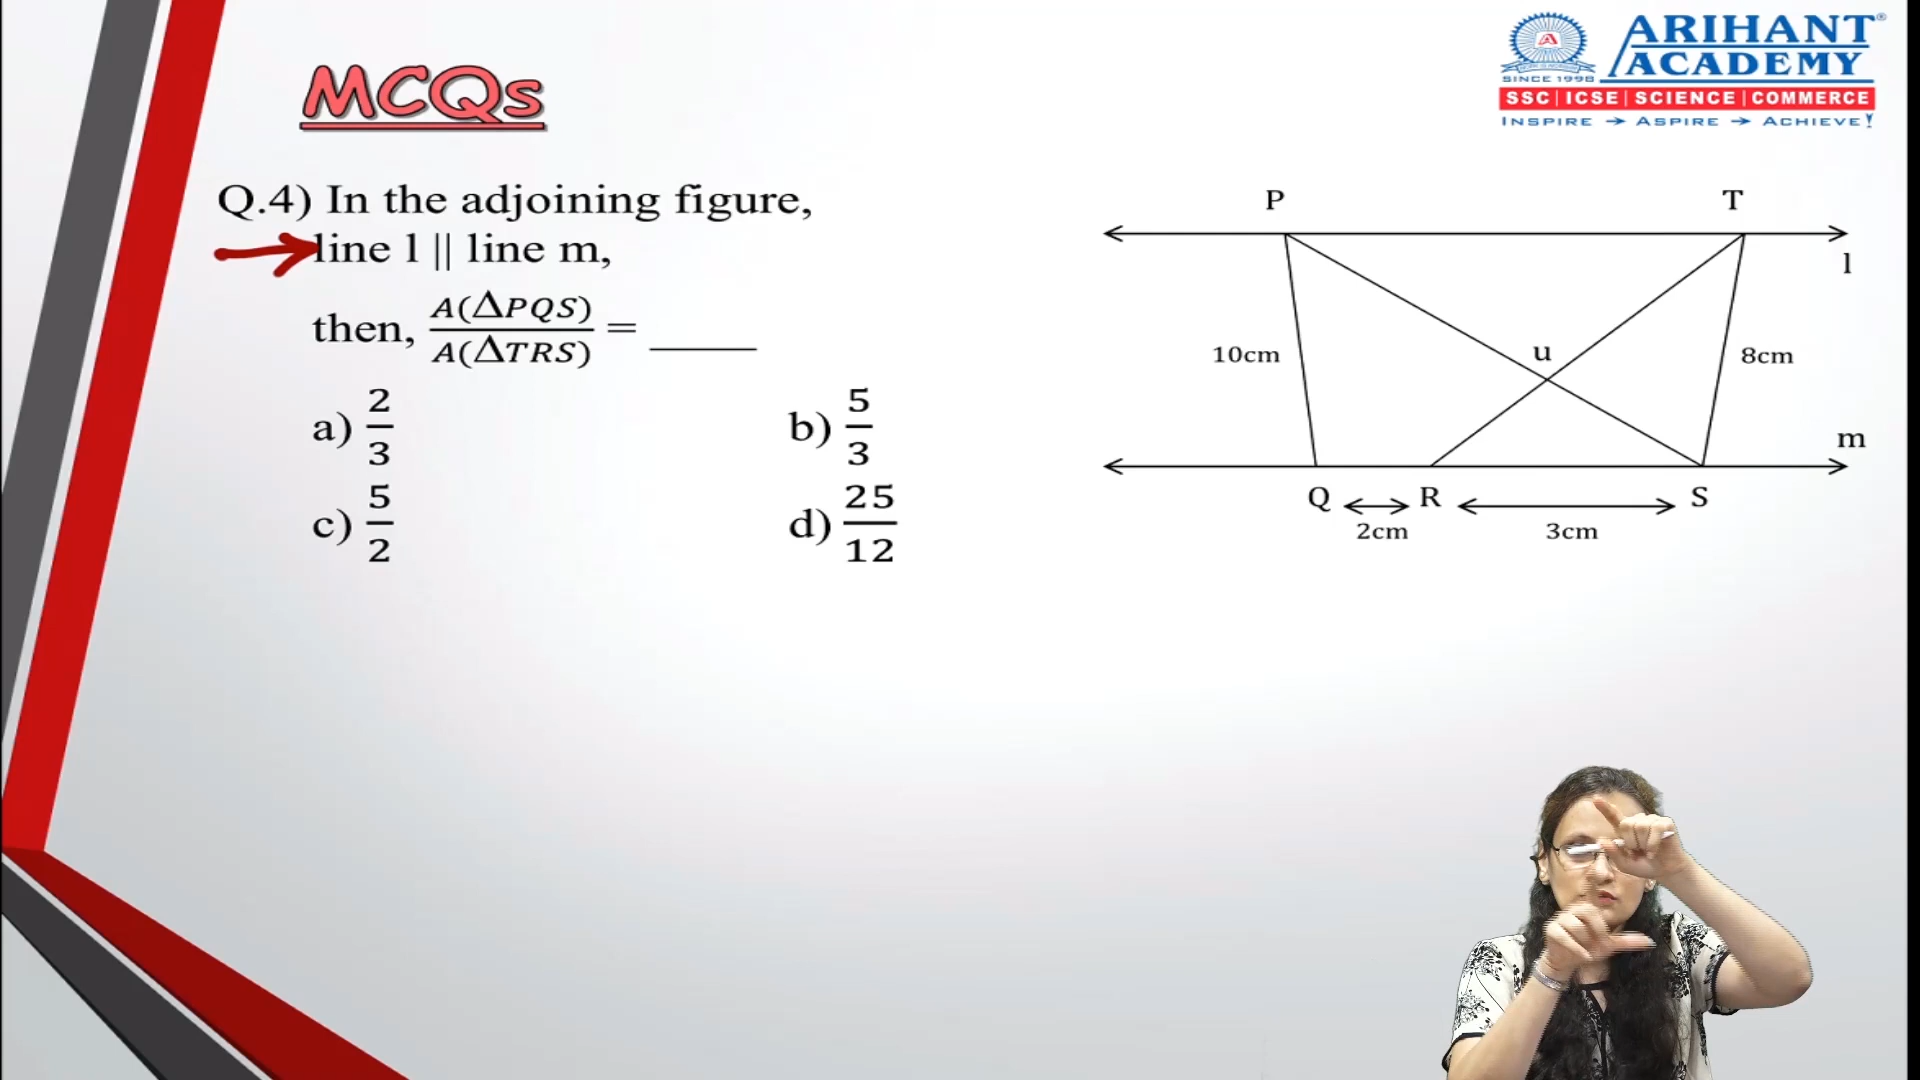 MCQs
ARIHANT®
ACADEMY
SINCE 1998
SSC | ICSE | SCIENCE | COMMERCE
INSPIRE → ASPIRE → ACHIEVE!
Q.4) In the adjoining figure,
line l || line m,
then, A(ΔPQS)/A(ΔTRS) = _____
a) 2/3
b) 5/3
c) 5/2
d) 25/12
P
T
l
u
10cm
8cm
m
Q
R
S
2cm
3cm